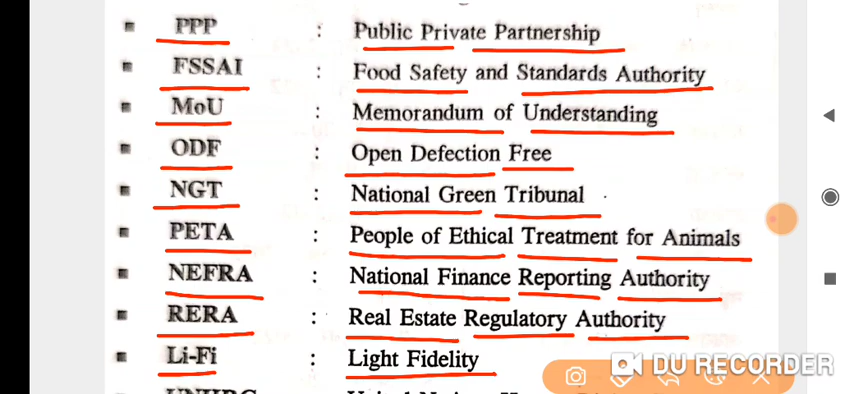 PPP : Public Private Partnership
FSSAI : Food Safety and Standards Authority
MoU : Memorandum of Understanding
ODF : Open Defection Free
NGT : National Green Tribunal
PETA : People of Ethical Treatment for Animals
NEFRA : National Finance Reporting Authority
RERA : Real Estate Regulatory Authority
Li-Fi : Light Fidelity
DU RECORDER